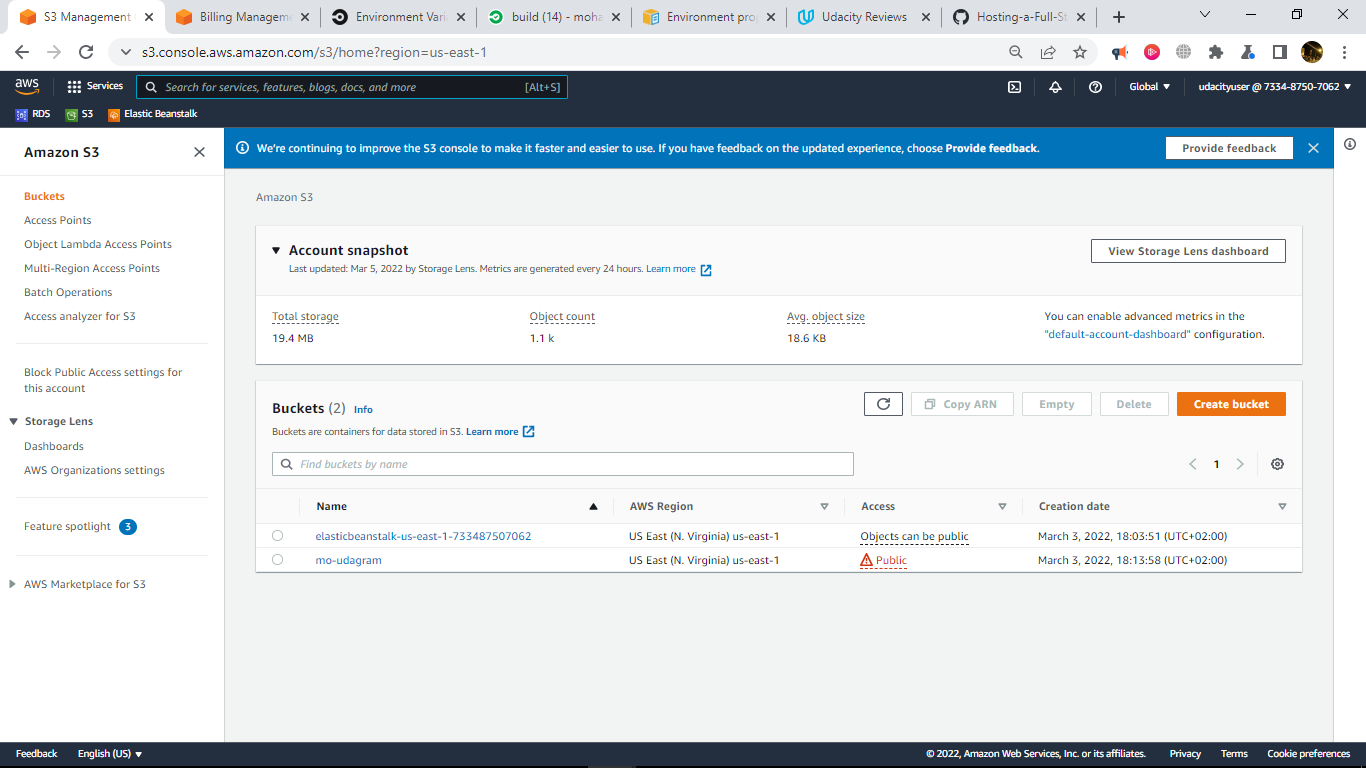 S3 Management
Billing Managem
Environment Vari
build (14) - moha
Environment prop
Udacity Reviews
Hosting-a-Full-St
s3.console.aws.amazon.com/s3/home?region=us-east-1
aws
Services
Search for services, features, blogs, docs, and more
[Alt+S]
Global
udacityuser @ 7334-8750-7062
RDS
S3
Elastic Beanstalk
Amazon S3
We're continuing to improve the S3 console to make it faster and easier to use. If you have feedback on the updated experience, choose Provide feedback.
Provide feedback
Buckets
Access Points
Object Lambda Access Points
Multi-Region Access Points
Batch Operations
Access analyzer for S3
Block Public Access settings for
this account
Storage Lens
Dashboards
AWS Organizations settings
Feature spotlight 3
AWS Marketplace for S3
Amazon S3
Account snapshot
Last updated: Mar 5, 2022 by Storage Lens. Metrics are generated every 24 hours. Learn more
View Storage Lens dashboard
Total storage
19.4 MB
Object count
1.1 k
Avg. object size
18.6 KB
You can enable advanced metrics in the
"default-account-dashboard" configuration.
Buckets (2) Info
Buckets are containers for data stored in S3. Learn more
Copy ARN
Empty
Delete
Create bucket
Find buckets by name
1
Name AWS Region Access Creation date
elasticbeanstalk-us-east-1-733487507062 US East (N. Virginia) us-east-1 Objects can be public March 3, 2022, 18:03:51 (UTC+02:00)
mo-udagram US East (N. Virginia) us-east-1 Public March 3, 2022, 18:13:58 (UTC+02:00)
Feedback English (US) © 2022, Amazon Web Services, Inc. or its affiliates. Privacy Terms Cookie preferences